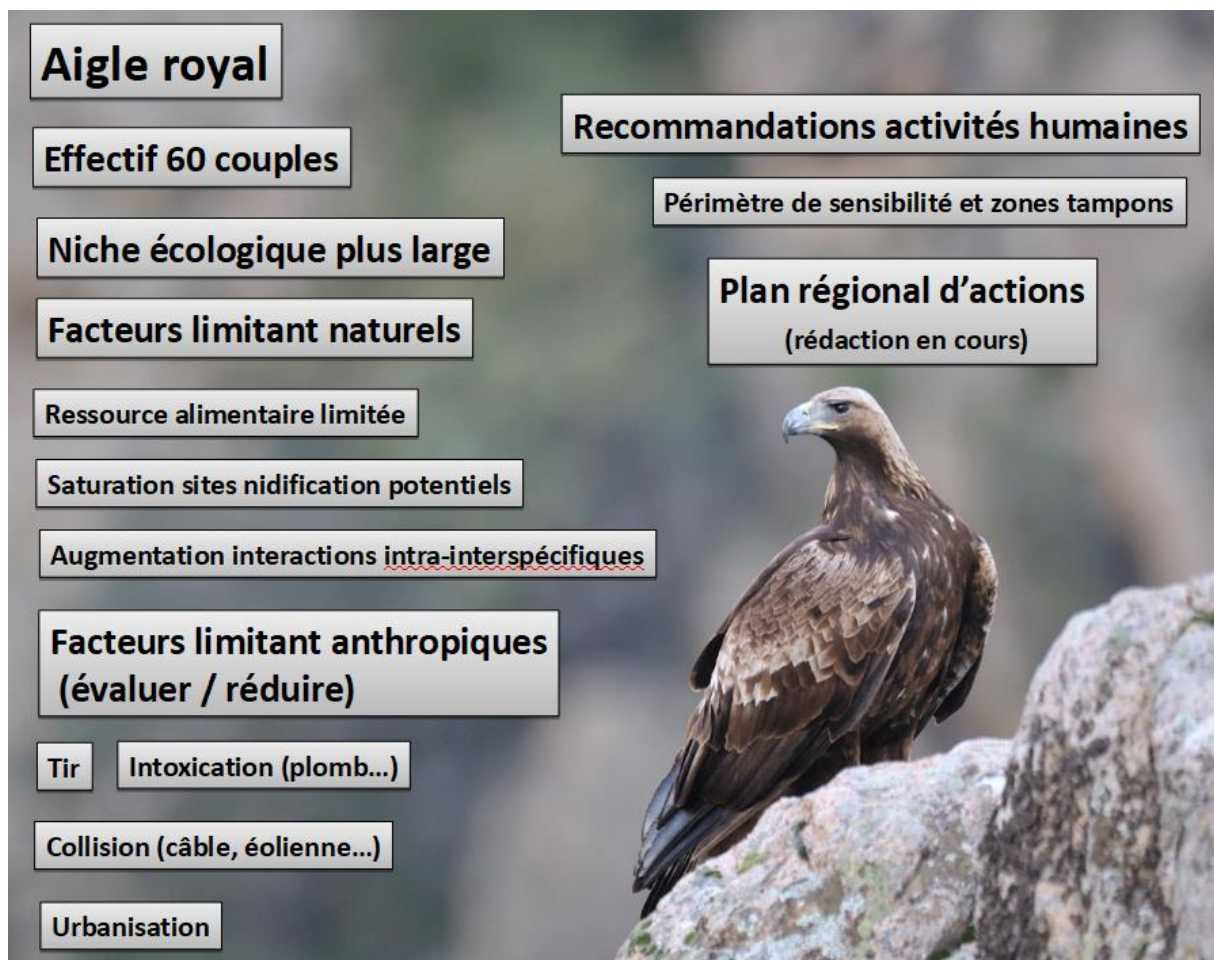 Aigle royal
Effectif 60 couples
Niche écologique plus large
Facteurs limitant naturels
Ressource alimentaire limitée
Saturation sites nidification potentiels
Augmentation interactions intra-interspécifiques
Facteurs limitant anthropiques
(évaluer / réduire)
Tir
Intoxication (plomb...)
Collision (câble, éolienne...)
Urbanisation
Recommandations activités humaines
Périmètre de sensibilité et zones tampons
Plan régional d’actions
(rédaction en cours)